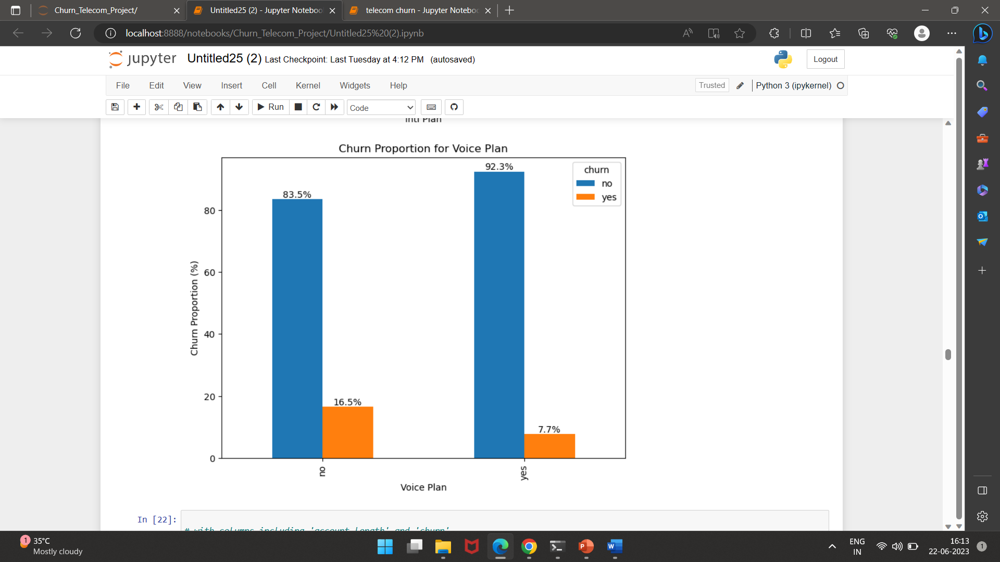 Churn_Telecom_Project/
Untitled25 (2) - Jupyter Noteboo
telecom churn - Jupyter Noteboo
localhost:8888/notebooks/Churn_Telecom_Project/Untitled25%20(2).ipynb
jupyter Untitled25 (2) Last Checkpoint: Last Tuesday at 4:12 PM (autosaved)
Logout
File Edit View Insert Cell Kernel Widgets Help
Trusted
Python 3 (ipykernel)
Run
Code
Intl Plan
Churn Proportion for Voice Plan
churn
no
yes
83.5%
92.3%
16.5%
7.7%
Churn Proportion (%)
80
60
40
20
0
no
yes
Voice Plan
In [22]:
# with columns including 'account length' and 'churn'
1
35°C
Mostly cloudy
ENG
IN
16:13
22-06-2023
1